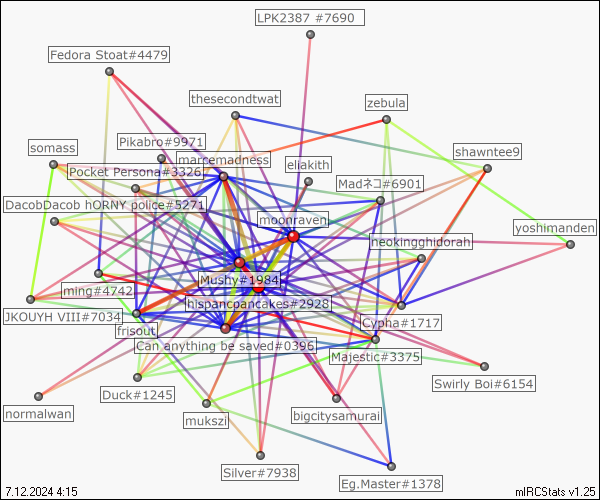 LPK2387 #7690
Fedora Stoat#4479
thesecondtwat
zebula
Pikabro#9971
somass
marcemadness
shawntee9
Pocket Persona#3326
eliakith
Madネコ#6901
DacobDacob hORNY police#5271
moonraven
yoshimanden
neokingghidorah
Mushy#1984
ming#4742
hispanicpancakes#2928
JKOUYH VIII#7034
frisout
Cypha#1717
Can anything be saved#0396
Majestic#3375
Swirly Boi#6154
Duck#1245
normalwan
mukszi
bigcitysamurai
Silver#7938
Eg.Master#1378
7.12.2024 4:15
mIRCStats v1.25